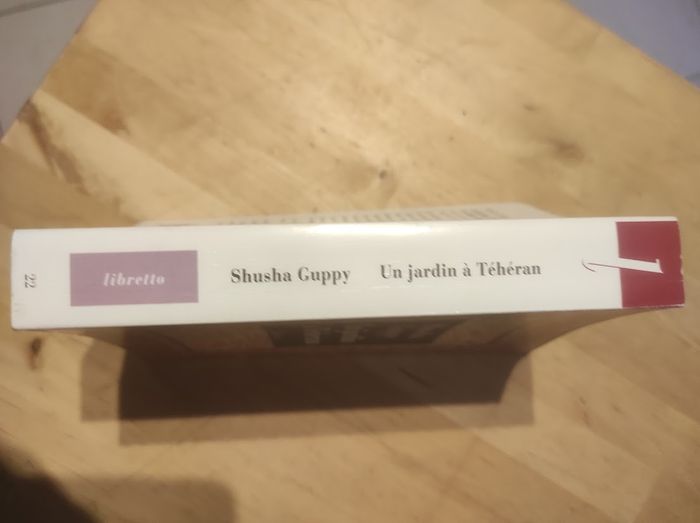 22
libretto
Shusha Guppy
Un jardin à Téhéran